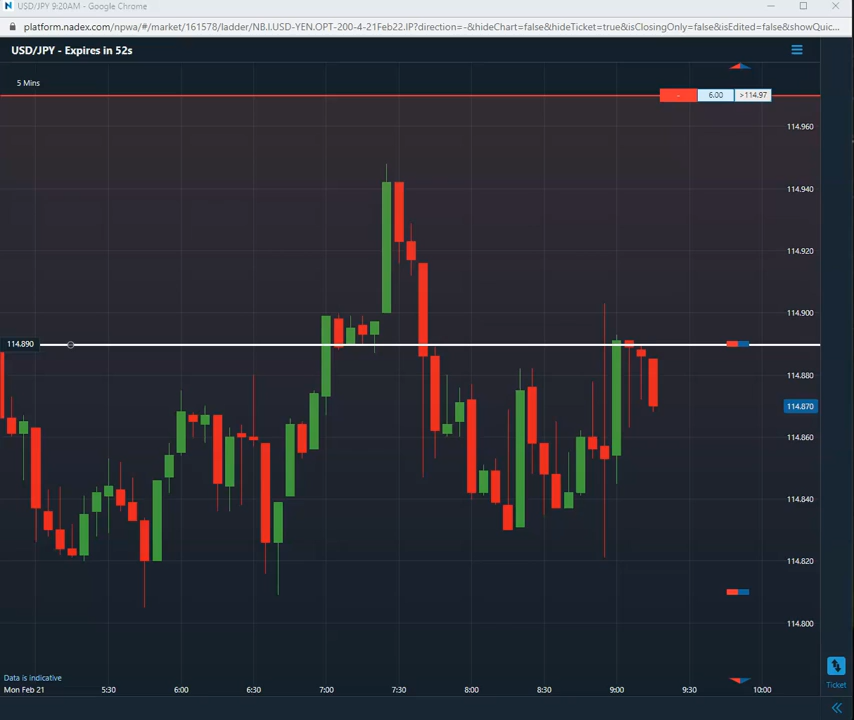 USD/JPY 9:20AM - Google Chrome
platform.nadex.com/npwa/#/market/161578/ladder/NB.I.USD-YEN.OPT-200-4-21Feb22.IP?direction=-&hideChart=false&hideTicket=true&isClosingOnly=false&isEdited=false&showQuic...
USD/JPY - Expires in 52s
5 Mins
- 6.00 >114.97
114.960
114.940
114.920
114.900
114.890
114.880
114.870
114.860
114.840
114.820
114.800
Data is indicative
Ticket
Mon Feb 21 5:30 6:00 6:30 7:00 7:30 8:00 8:30 9:00 9:30 10:00